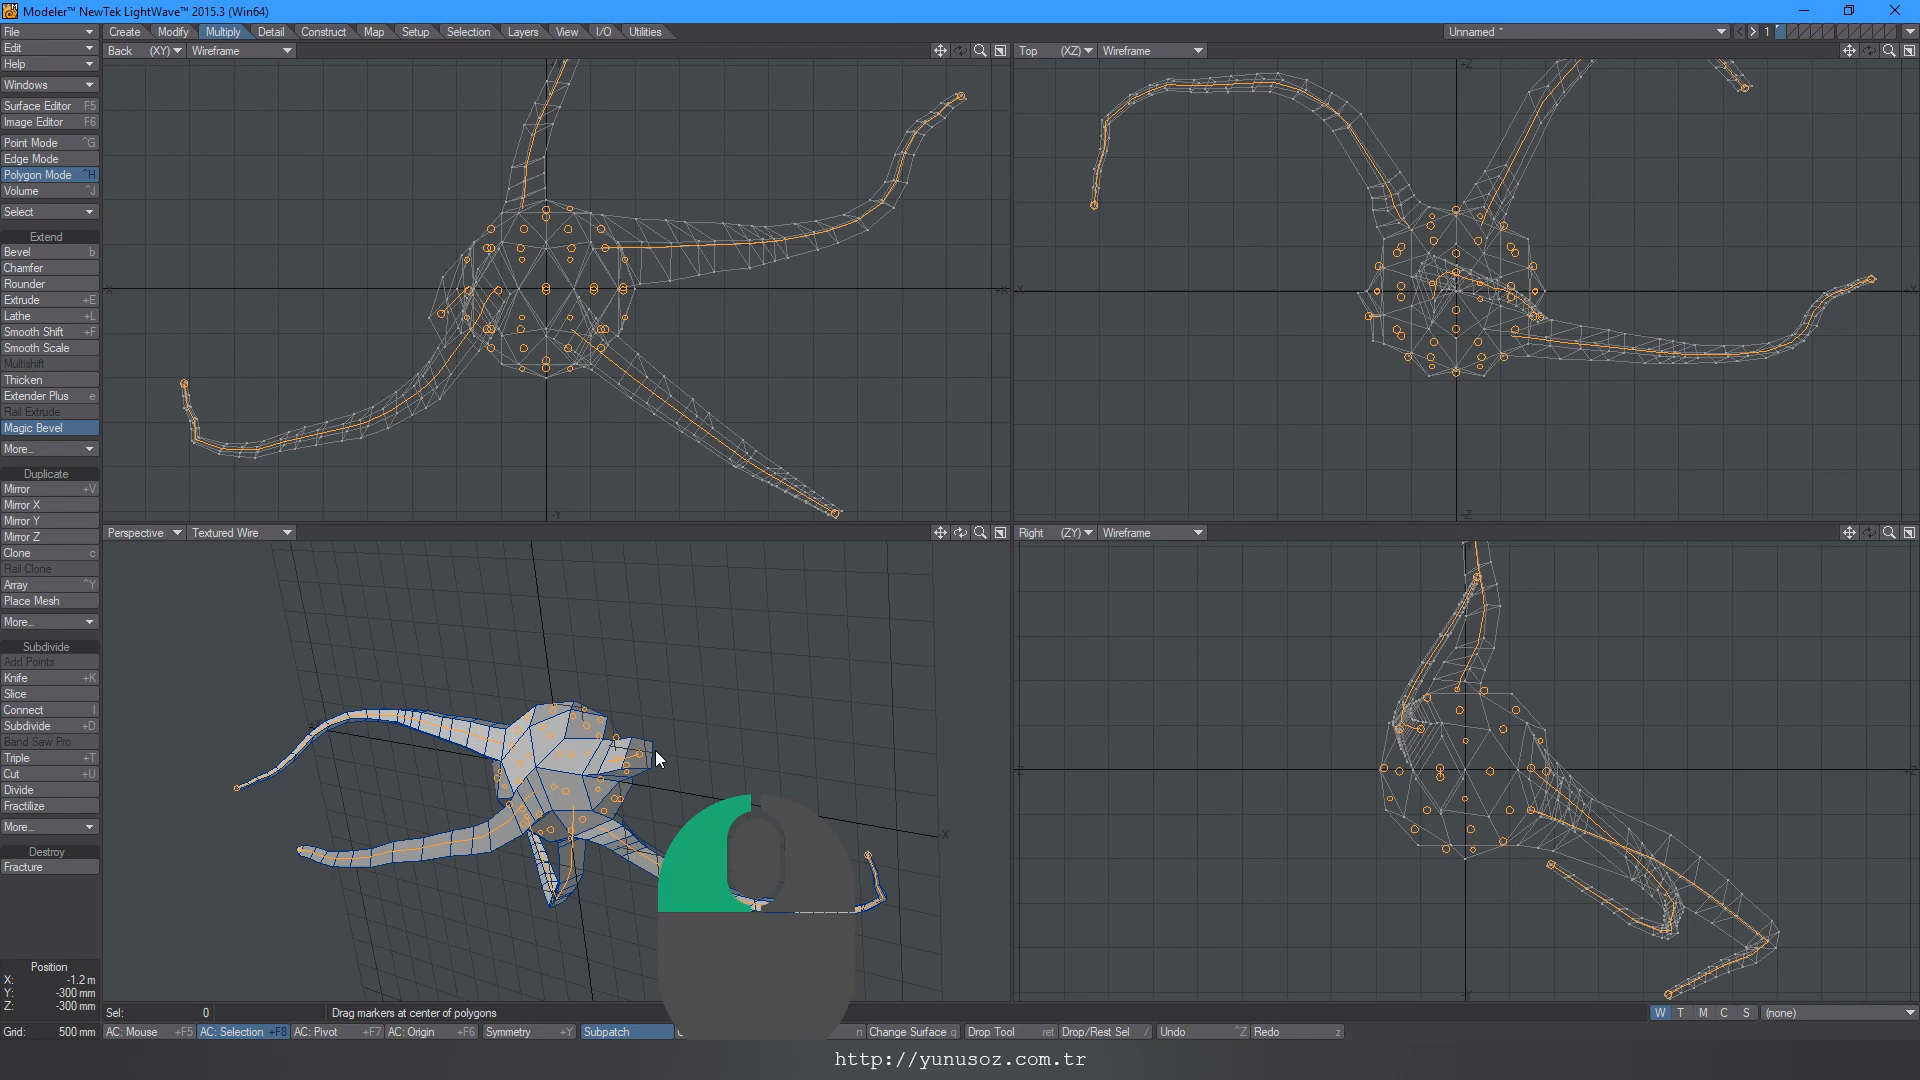 Modeler™ NewTek LightWave™ 2015.3 (Win64)
File Create Modify Multiply Detail Construct Map Setup Selection Layers View I/O Utilities Unnamed * 1
Edit
Help
Windows
Surface Editor F5
Image Editor F6
Point Mode ^G
Edge Mode
Polygon Mode ^H
Volume ^J
Select
Extend
Bevel b
Chamfer
Rounder
Extrude +E
Lathe +L
Smooth Shift +F
Smooth Scale
Multishift
Thicken
Extender Plus e
Rail Extrude
Magic Bevel
More...
Duplicate
Mirror +V
Mirror X
Mirror Y
Mirror Z
Clone c
Rail Clone
Array ^Y
Place Mesh
More...
Subdivide
Add Points
Knife +K
Slice
Connect l
Subdivide +D
Band Saw Pro
Triple +T
Cut +U
Divide
Fractilize
More...
Destroy
Fracture
Back (XY) Wireframe
Top (XZ) Wireframe
Perspective Textured Wire
Right (ZY) Wireframe
Position
X: -1.2 m
Y: -300 mm
Z: -300 mm
Grid: 500 mm
Sel: 0 Drag markers at center of polygons W T M C S (none)
AC: Mouse +F5 AC: Selection +F8 AC: Pivot +F7 AC: Origin +F6 Symmetry +Y Subpatch n Change Surface q Drop Tool ret Drop/Rest Sel / Undo ^Z Redo z
http://yunusoz.com.tr